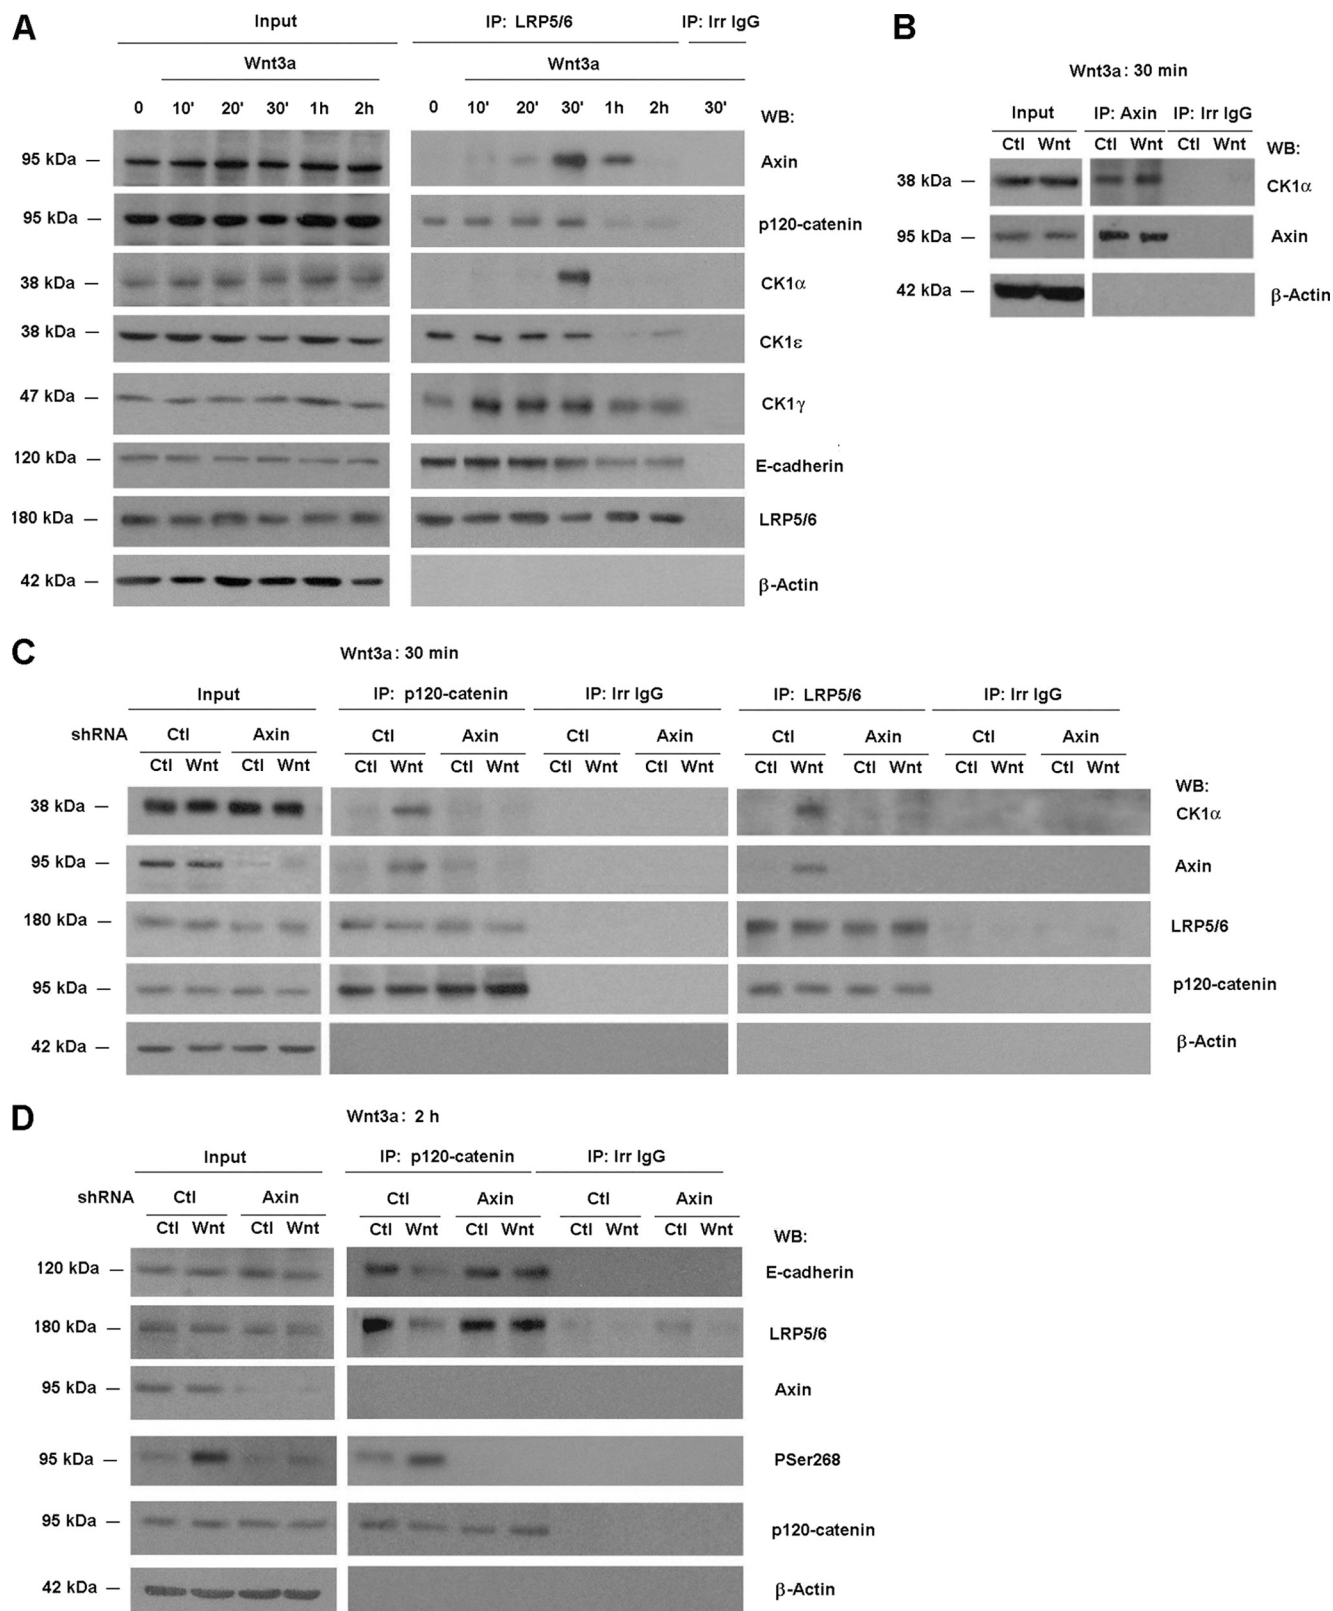 A
Input
IP: LRP5/6
IP: Irr IgG
Wnt3a
Wnt3a
0 10' 20' 30' 1h 2h
0 10' 20' 30' 1h 2h 30'
WB:
95 kDa
Axin
95 kDa
p120-catenin
38 kDa
CK1α
38 kDa
CK1ε
47 kDa
CK1γ
120 kDa
E-cadherin
180 kDa
LRP5/6
42 kDa
β-Actin
B
Wnt3a: 30 min
Input
IP: Axin
IP: Irr IgG
Ctl Wnt Ctl Wnt Ctl Wnt
WB:
38 kDa
CK1α
95 kDa
Axin
42 kDa
β-Actin
C
Wnt3a: 30 min
Input
IP: p120-catenin
IP: Irr IgG
IP: LRP5/6
IP: Irr IgG
shRNA
Ctl Axin Ctl Axin Ctl Axin Ctl Axin Ctl Axin
Ctl Wnt Ctl Wnt Ctl Wnt Ctl Wnt Ctl Wnt Ctl Wnt Ctl Wnt Ctl Wnt Ctl Wnt Ctl Wnt
WB:
38 kDa
CK1α
95 kDa
Axin
180 kDa
LRP5/6
95 kDa
p120-catenin
42 kDa
β-Actin
D
Wnt3a: 2 h
Input
IP: p120-catenin
IP: Irr IgG
shRNA
Ctl Axin Ctl Axin Ctl Axin
Ctl Wnt Ctl Wnt Ctl Wnt Ctl Wnt Ctl Wnt Ctl Wnt
WB:
120 kDa
E-cadherin
180 kDa
LRP5/6
95 kDa
Axin
95 kDa
PSer268
95 kDa
p120-catenin
42 kDa
β-Actin